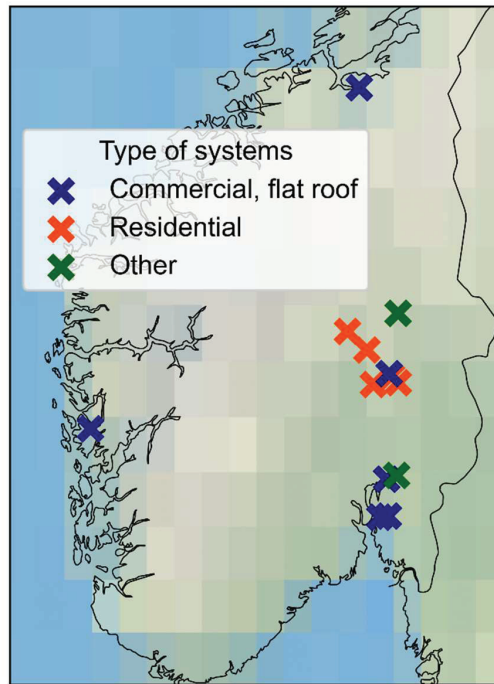 Type of systems
Commercial, flat roof
Residential
Other